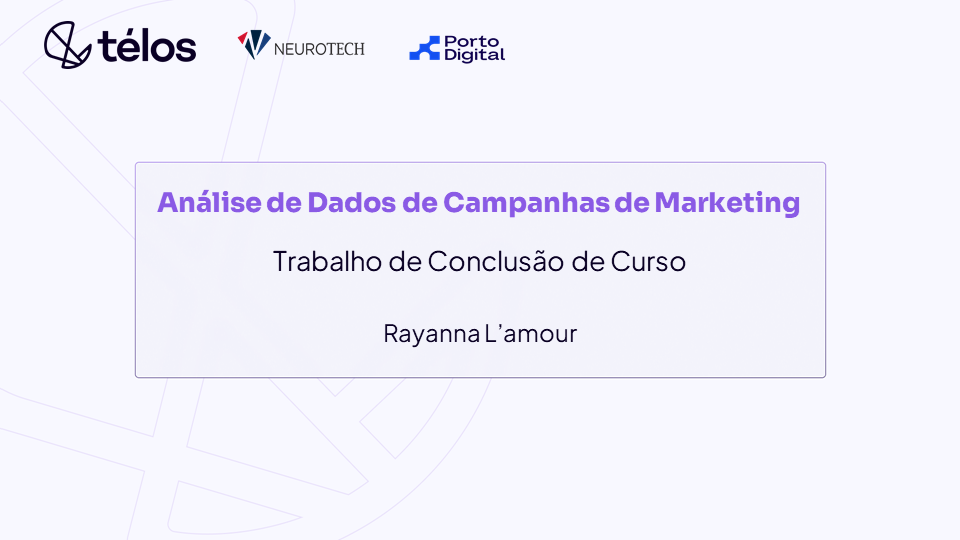 télos
NEUROTECH
Porto
Digital
Análise de Dados de Campanhas de Marketing
Trabalho de Conclusão de Curso
Rayanna L’amour